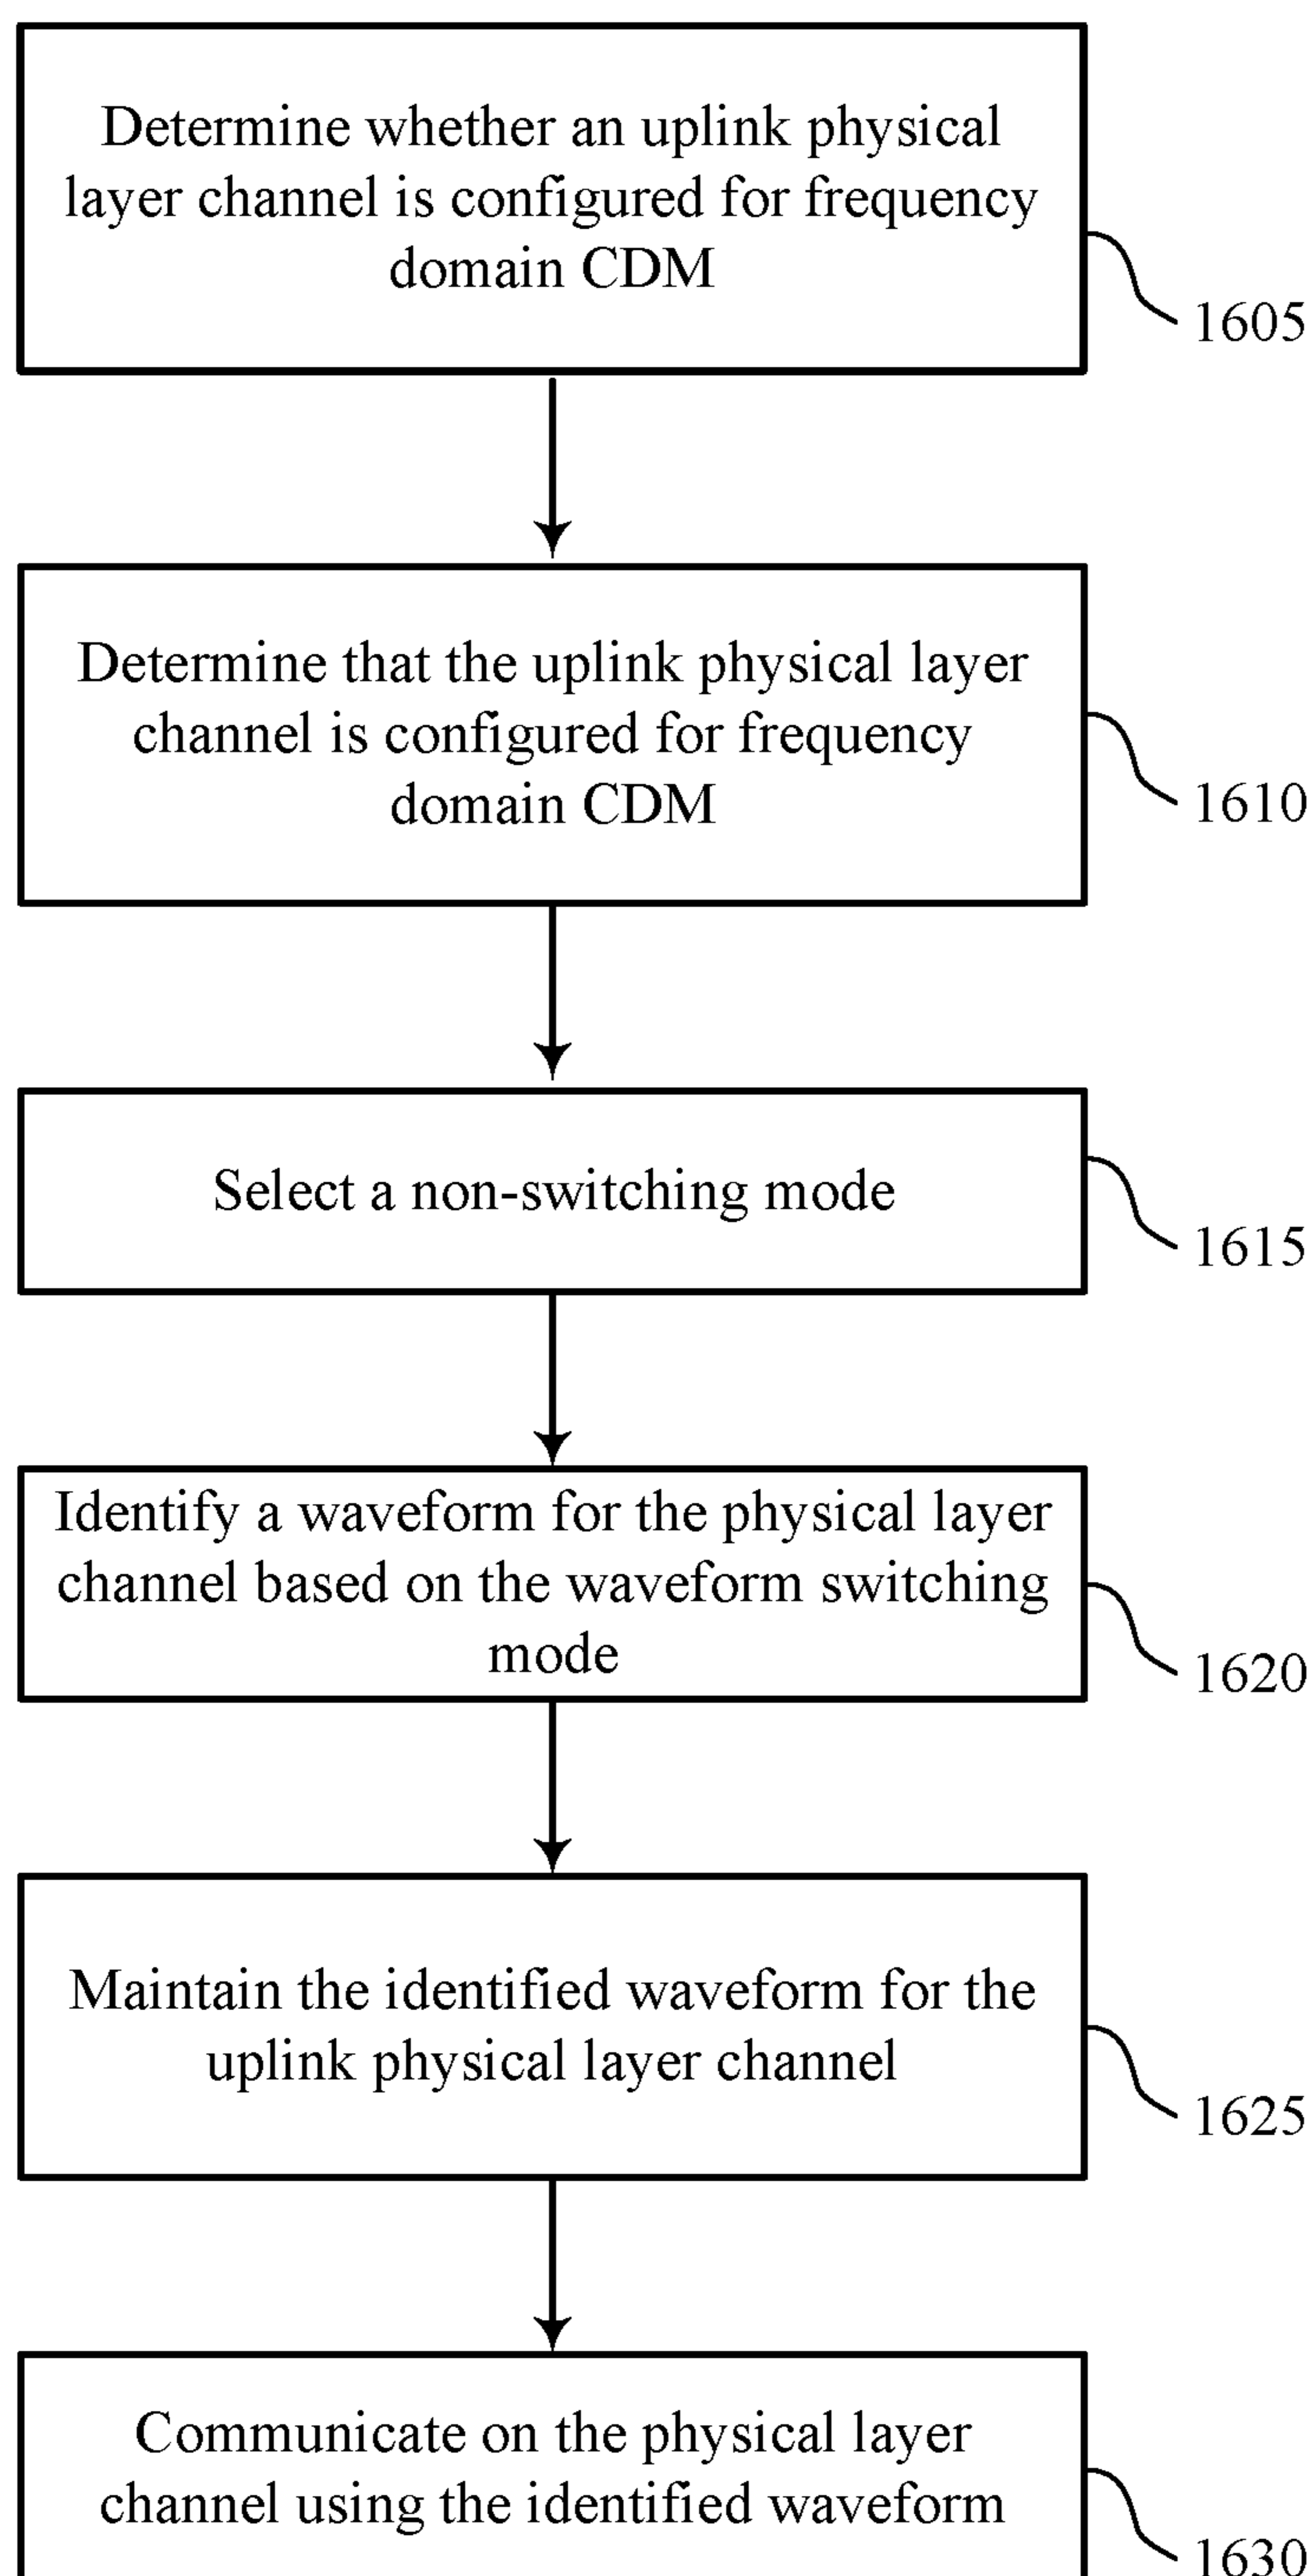 Determine whether an uplink physical
layer channel is configured for frequency
domain CDM
1605
Determine that the uplink physical layer
channel is configured for frequency
domain CDM
1610
Select a non-switching mode
1615
Identify a waveform for the physical layer
channel based on the waveform switching
mode
1620
Maintain the identified waveform for the
uplink physical layer channel
1625
Communicate on the physical layer
channel using the identified waveform
1630